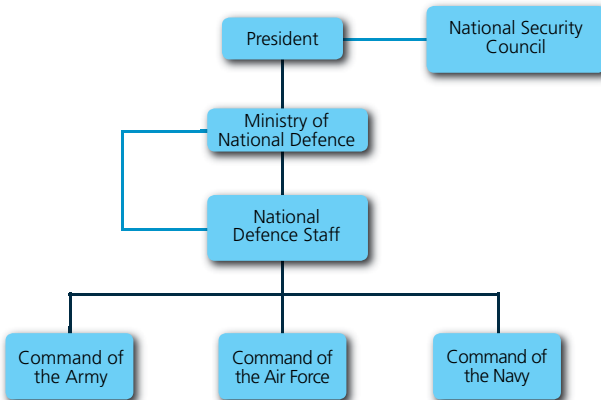 President
National Security
Council
Ministry of
National Defence
National
Defence Staff
Command of
the Army
Command of
the Air Force
Command of
the Navy